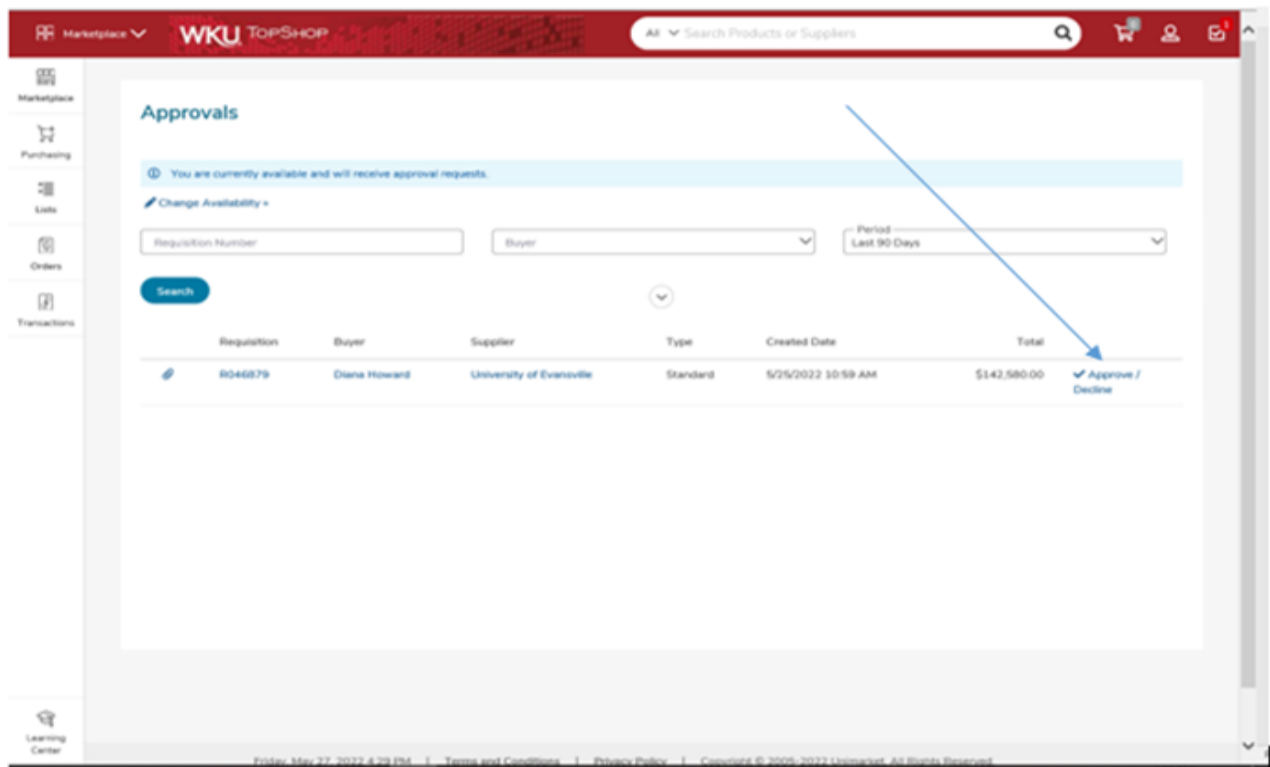 Marketplace WKU TOPSHOP All Search Products or Suppliers 0 1
Marketplace
Purchasing
Lists
Orders
Transactions
Learning
Center
Approvals
You are currently available and will receive approval requests.
Change Availability »
Requisition Number Buyer Period
Last 90 Days
Search
Requisition Buyer Supplier Type Created Date Total
R046879 Diana Howard University of Evansville Standard 5/25/2022 10:59 AM $142,580.00 Approve /
Decline
Friday, May 27, 2022 4:29 PM | Terms and Conditions | Privacy Policy | Copyright © 2005-2022 Unimarket. All Rights Reserved.